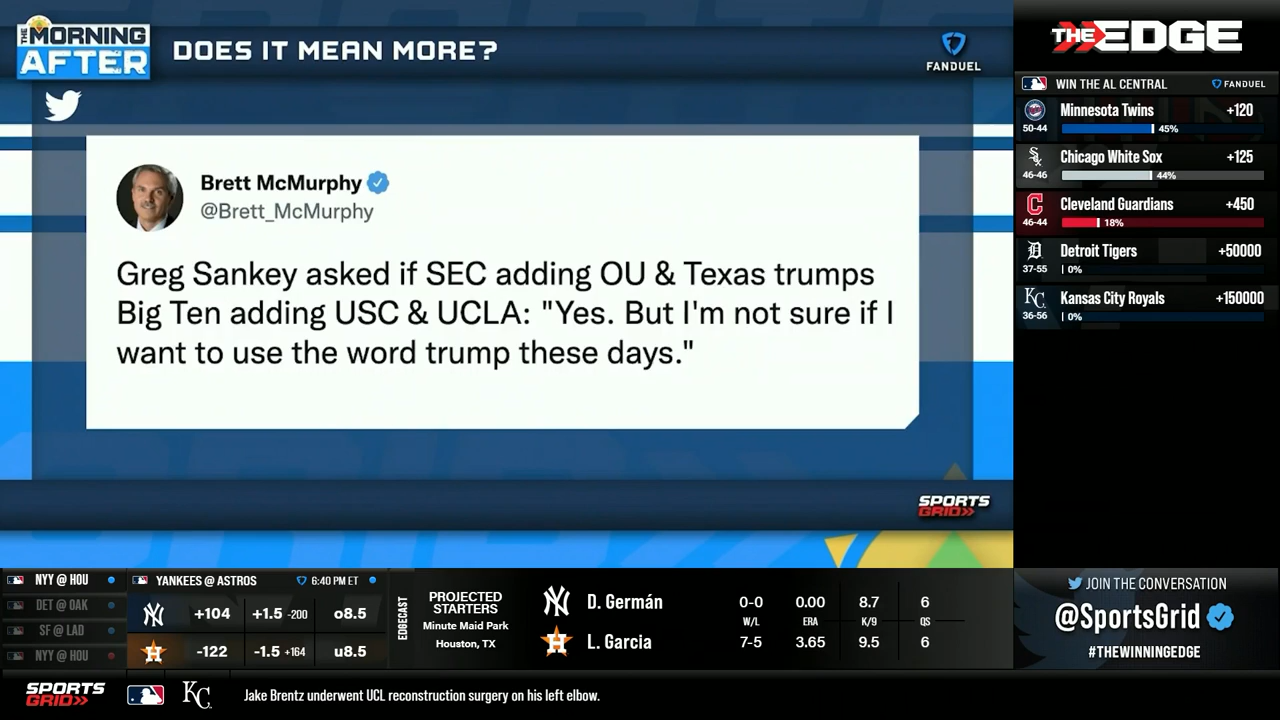 THE MORNING AFTER
DOES IT MEAN MORE?
FANDUEL
Brett McMurphy
@Brett_McMurphy
Greg Sankey asked if SEC adding OU & Texas trumps
Big Ten adding USC & UCLA: "Yes. But I'm not sure if I
want to use the word trump these days."
SPORTS
GRID
THE EDGE
WIN THE AL CENTRAL FANDUEL
Minnesota Twins +120
50-44 45%
Chicago White Sox +125
46-46 44%
Cleveland Guardians +450
46-44 18%
Detroit Tigers +50000
37-55 0%
Kansas City Royals +150000
36-56 0%
JOIN THE CONVERSATION
@SportsGrid
#THEWINNINGEDGE
NYY @ HOU
DET @ OAK
SF @ LAD
NYY @ HOU
YANKEES @ ASTROS 6:40 PM ET
+104 +1.5 -200 o8.5
-122 -1.5 +164 u8.5
EDGECAST
PROJECTED
STARTERS
Minute Maid Park
Houston, TX
D. Germán 0-0 0.00 8.7 6
W/L ERA K/9 QS
L. Garcia 7-5 3.65 9.5 6
SPORTS
GRID
KC
Jake Brentz underwent UCL reconstruction surgery on his left elbow.